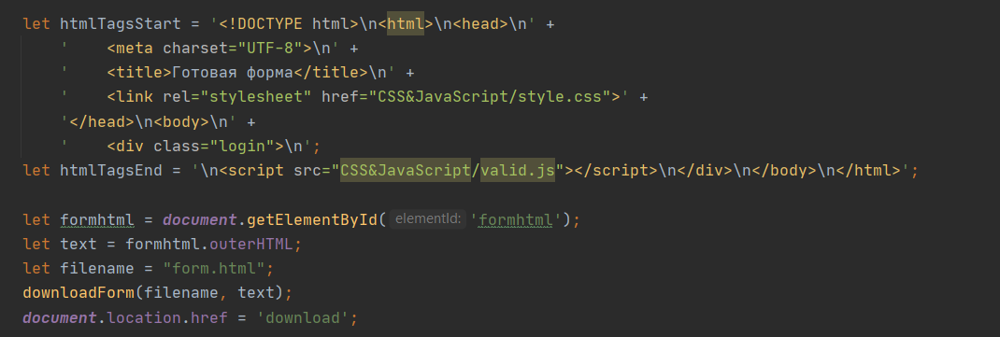 let htmlTagsStart = '<!DOCTYPE html>\n<html>\n<head>\n' +
'    <meta charset="UTF-8">\n' +
'    <title>Готовая форма</title>\n' +
'    <link rel="stylesheet" href="CSS&JavaScript/style.css">' +
'</head>\n<body>\n' +
'    <div class="login">\n';
let htmlTagsEnd = '\n<script src="CSS&JavaScript/valid.js"></script>\n</div>\n</body>\n</html>';
let formhtml = document.getElementById( elementId: 'formhtml');
let text = formhtml.outerHTML;
let filename = "form.html";
downloadForm(filename, text);
document.location.href = 'download';